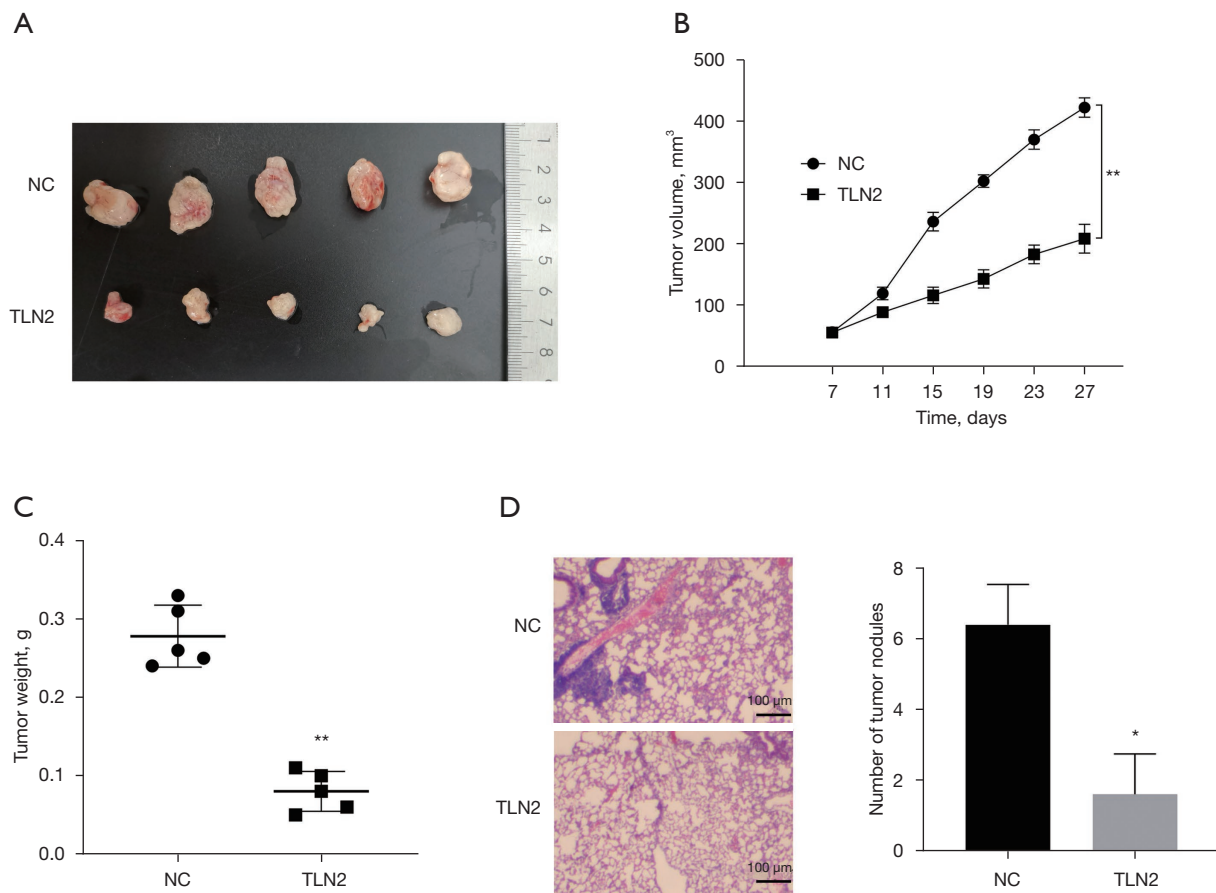 A
NC
TLN2
1
2
3
4
5
6
7
8
B
500
400
300
200
100
0
Tumor volume, mm³
NC
TLN2
**
7 11 15 19 23 27
Time, days
C
0.4
0.3
0.2
0.1
0.0
Tumor weight, g
**
NC TLN2
D
NC
100 µm
TLN2
100 µm
8
6
4
2
0
Number of tumor nodules
*
NC TLN2